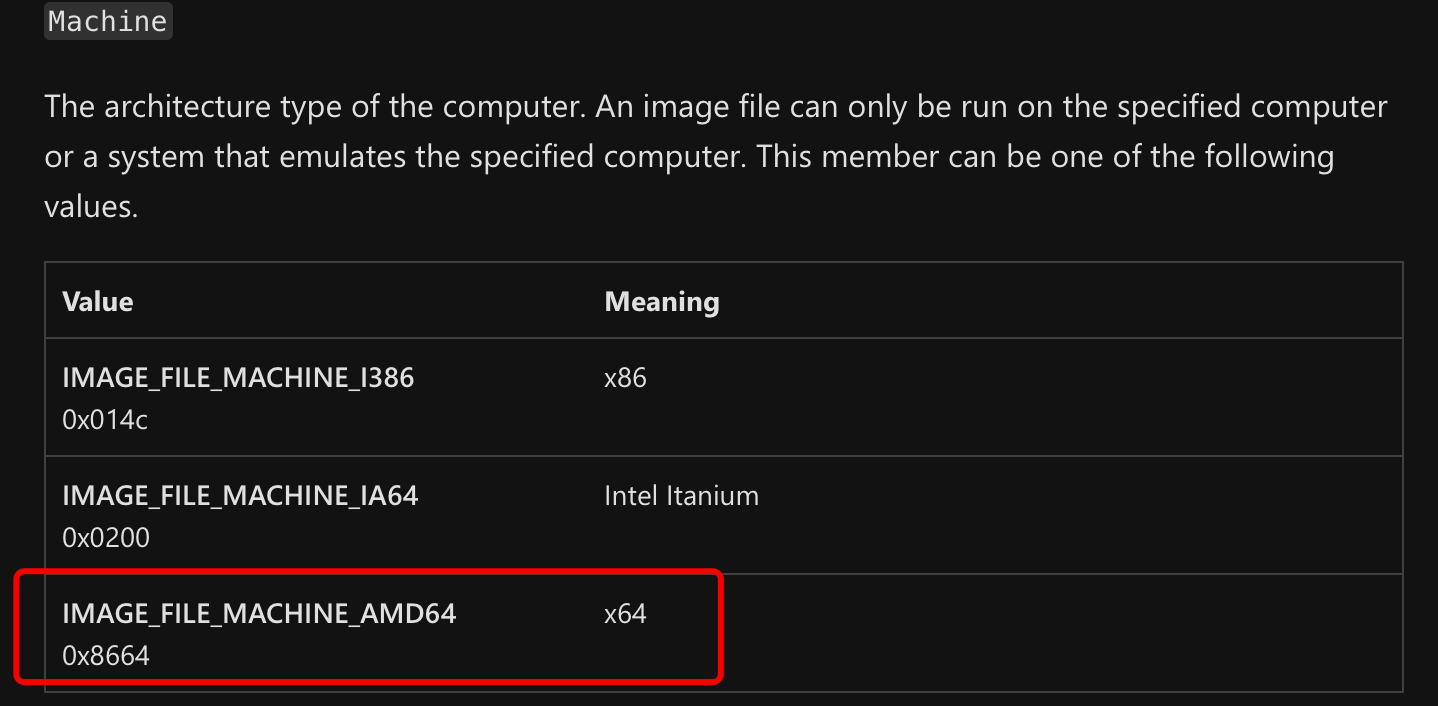 Machine
The architecture type of the computer. An image file can only be run on the specified computer
or a system that emulates the specified computer. This member can be one of the following
values.
Value Meaning
IMAGE_FILE_MACHINE_I386 x86
0x014c
IMAGE_FILE_MACHINE_IA64 Intel Itanium
0x0200
IMAGE_FILE_MACHINE_AMD64 x64
0x8664